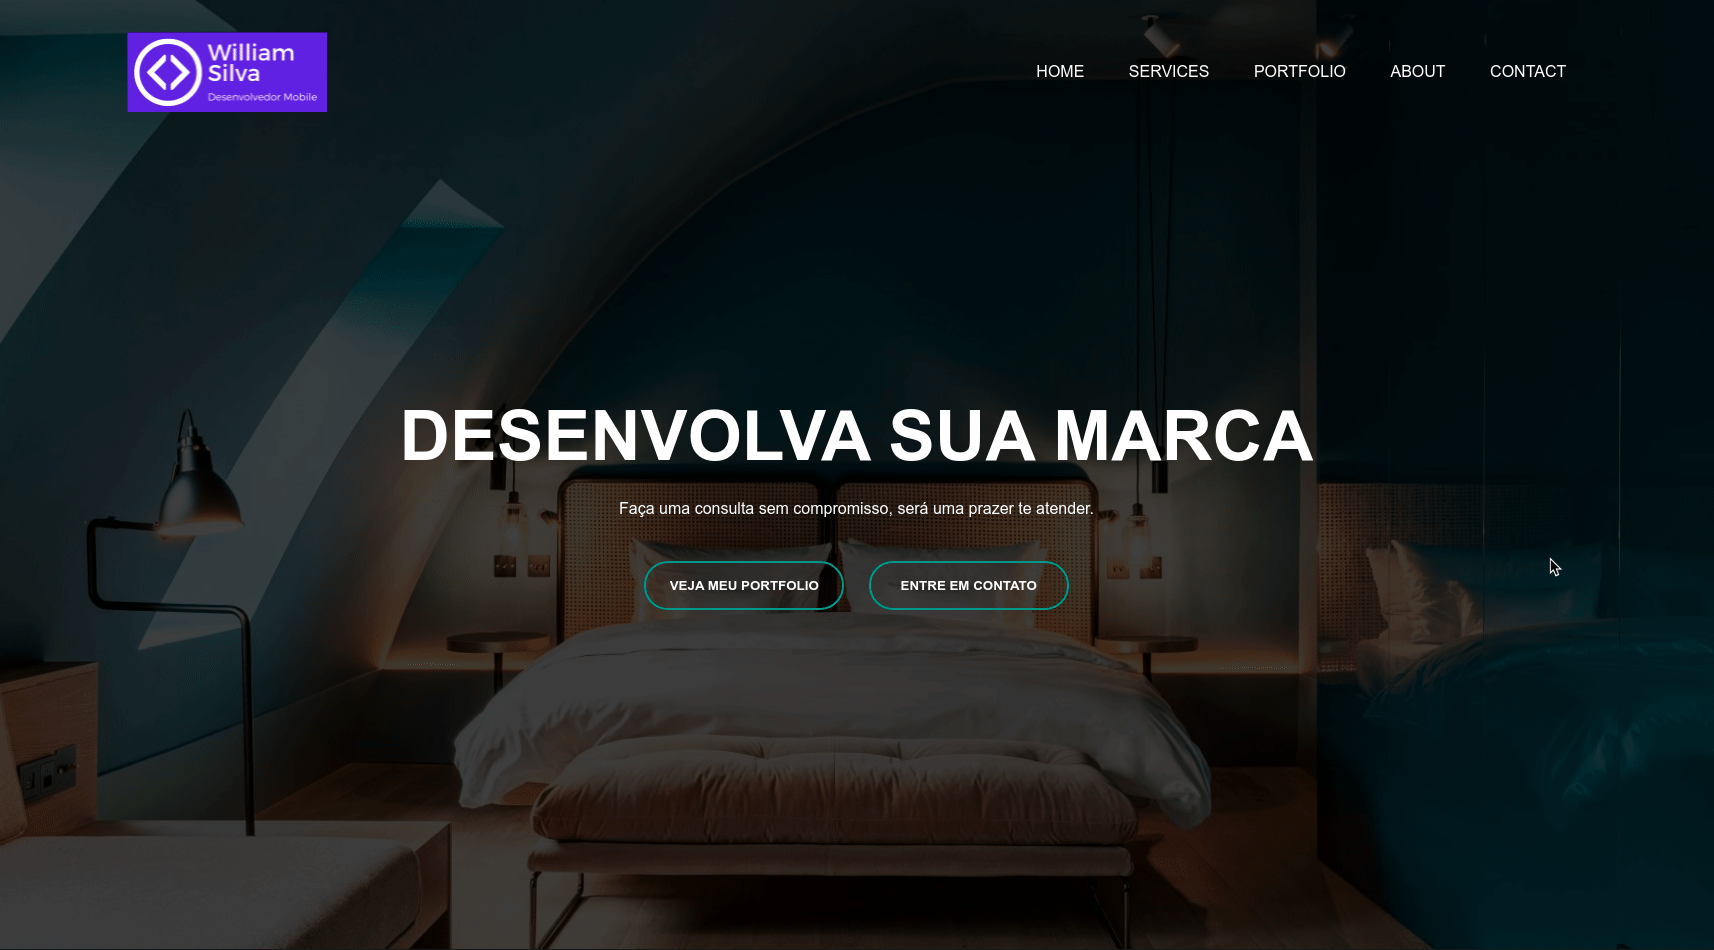 William
Silva
Desenvolvedor Mobile
HOME SERVICES PORTFOLIO ABOUT CONTACT
DESENVOLVA SUA MARCA
Faça uma consulta sem compromisso, será uma prazer te atender.
VEJA MEU PORTFOLIO ENTRE EM CONTATO